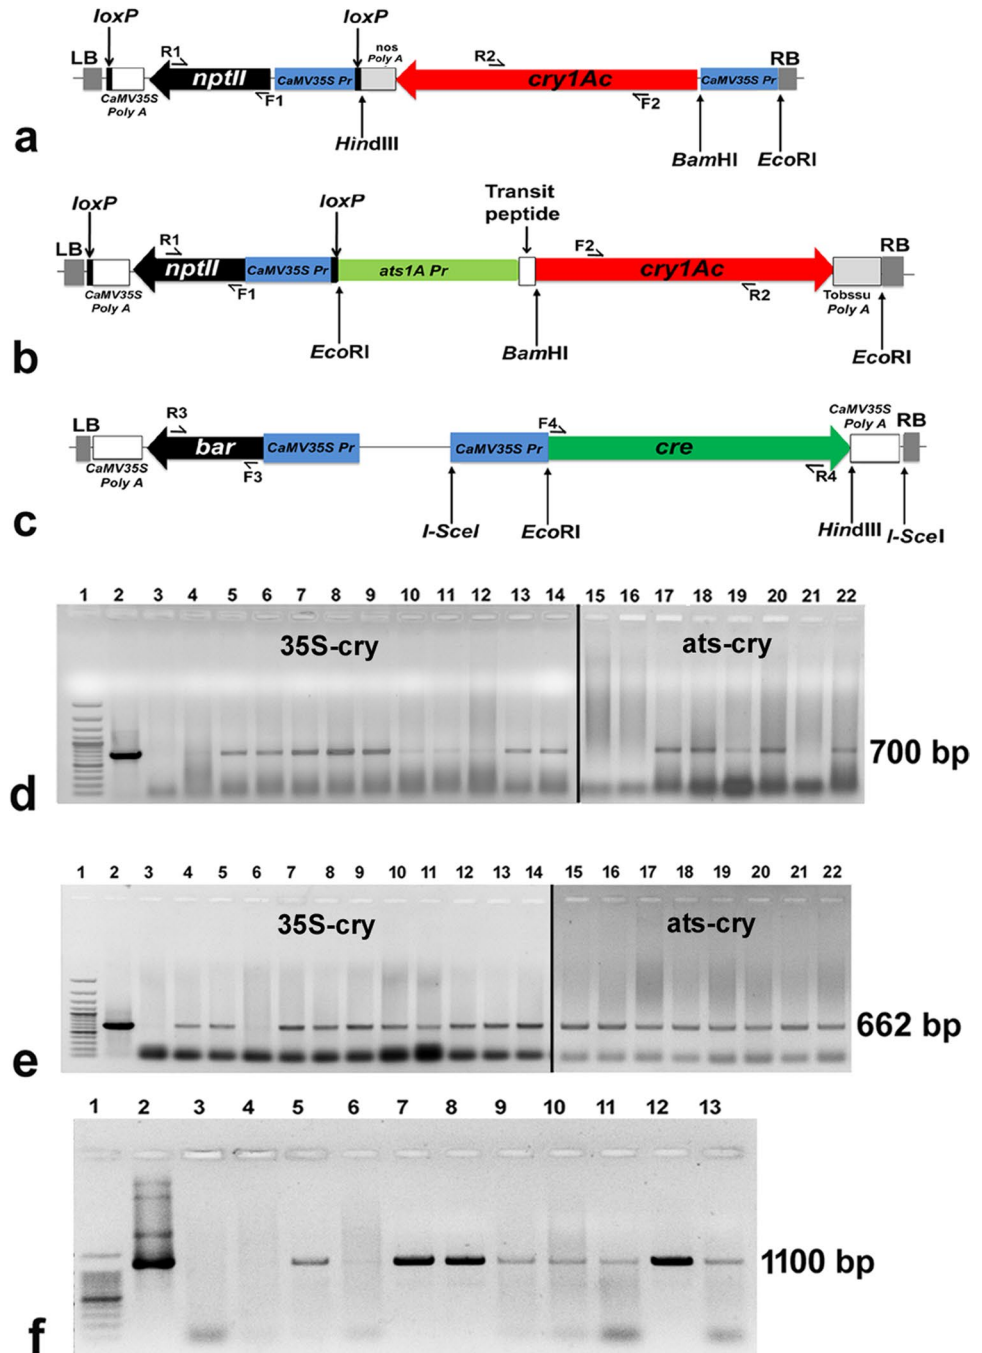 loxP
loxP
LB
R1
nptII
CaMV35S Pr
nos
Poly A
R2
cry1Ac
CaMV35S Pr
RB
CaMV35S
Poly A
F1
F2
HindIII
BamHI
EcoRI
a
loxP
loxP
Transit
peptide
LB
R1
nptII
CaMV35S Pr
ats1A Pr
F2
cry1Ac
RB
CaMV35S
Poly A
F1
R2
Tobssu
Poly A
EcoRI
BamHI
EcoRI
b
LB
R3
bar
CaMV35S Pr
CaMV35S Pr
F4
cre
CaMV35S
Poly A
RB
CaMV35S
Poly A
F3
R4
I-SceI
EcoRI
HindIII
I-SceI
c
1 2 3 4 5 6 7 8 9 10 11 12 13 14 15 16 17 18 19 20 21 22
35S-cry
ats-cry
700 bp
d
1 2 3 4 5 6 7 8 9 10 11 12 13 14 15 16 17 18 19 20 21 22
35S-cry
ats-cry
662 bp
e
1 2 3 4 5 6 7 8 9 10 11 12 13
1100 bp
f